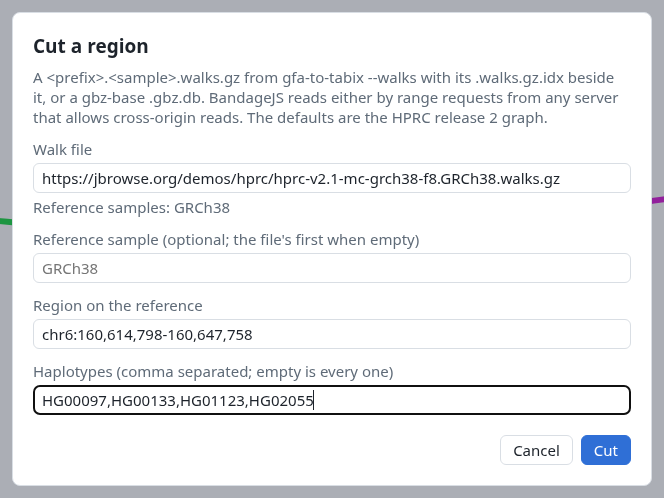 Cut a region
A <prefix>.<sample>.walks.gz from gfa-to-tabix --walks with its .walks.gz.idx beside
it, or a gbz-base .gbz.db. BandageJS reads either by range requests from any server
that allows cross-origin reads. The defaults are the HPRC release 2 graph.
Walk file
https://jbrowse.org/demos/hprc/hprc-v2.1-mc-grch38-f8.GRCh38.walks.gz
Reference samples: GRCh38
Reference sample (optional; the file's first when empty)
GRCh38
Region on the reference
chr6:160,614,798-160,647,758
Haplotypes (comma separated; empty is every one)
HG00097,HG00133,HG01123,HG02055
Cancel Cut